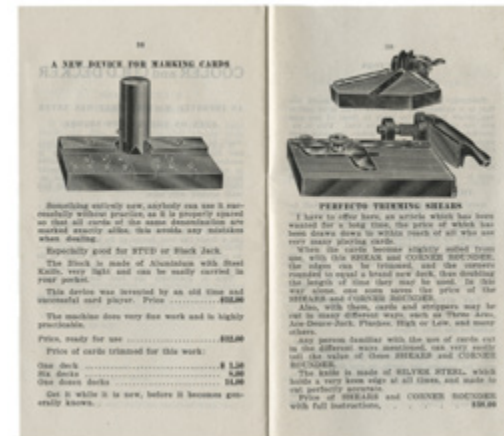 A NEW DEVICE FOR MARKING CARDS
Something entirely new, anybody can use it suc-
cessfully without practice, as it is properly spaced
so that all cards of the same denomination are
marked exactly alike, this avoids any mistakes
when dealing.
Especially good for STUD or Black Jack.
The Block is made of Aluminium with Steel
Knife, very light and can be easily carried in
your pocket.
This device was invented by an old time and
successful card player. Price
The machine does very fine work and is highly
practicable.
Price, ready for use
Price of cards trimmed for this work:
One deck
Six decks
One dozen decks
Get it while it is new, before it becomes gen-
erally known.
PERFECTO TRIMMING SHEARS
I have to offer here, an article which has been
wanted for a long time, the price of which has
been drawn down to within reach of all who use
very many playing cards.
When the cards become slightly soiled from
use, with this SHEAR and CORNER ROUNDER,
the edges can be trimmed, and the corners
rounded to equal a brand new deck, thus doubling
the length of time they may be used. In this
way alone, one soon saves the price of the
SHEARS and CORNER ROUNDER.
Also, with them, cards and strippers may be
cut in many different ways, such as Three Aces,
Ace-Deuce-Jack, Flushes, High or Low, and many
others.
Any person familiar with the use of cards cut
in the different ways mentioned, can very easily
tell the value of these SHEARS and CORNER
ROUNDER.
The knife is made of SILVER STEEL, which
holds a very keen edge at all times, and made to
cut perfectly accurate.
Price of SHEARS and CORNER ROUNDER
with full instructions,